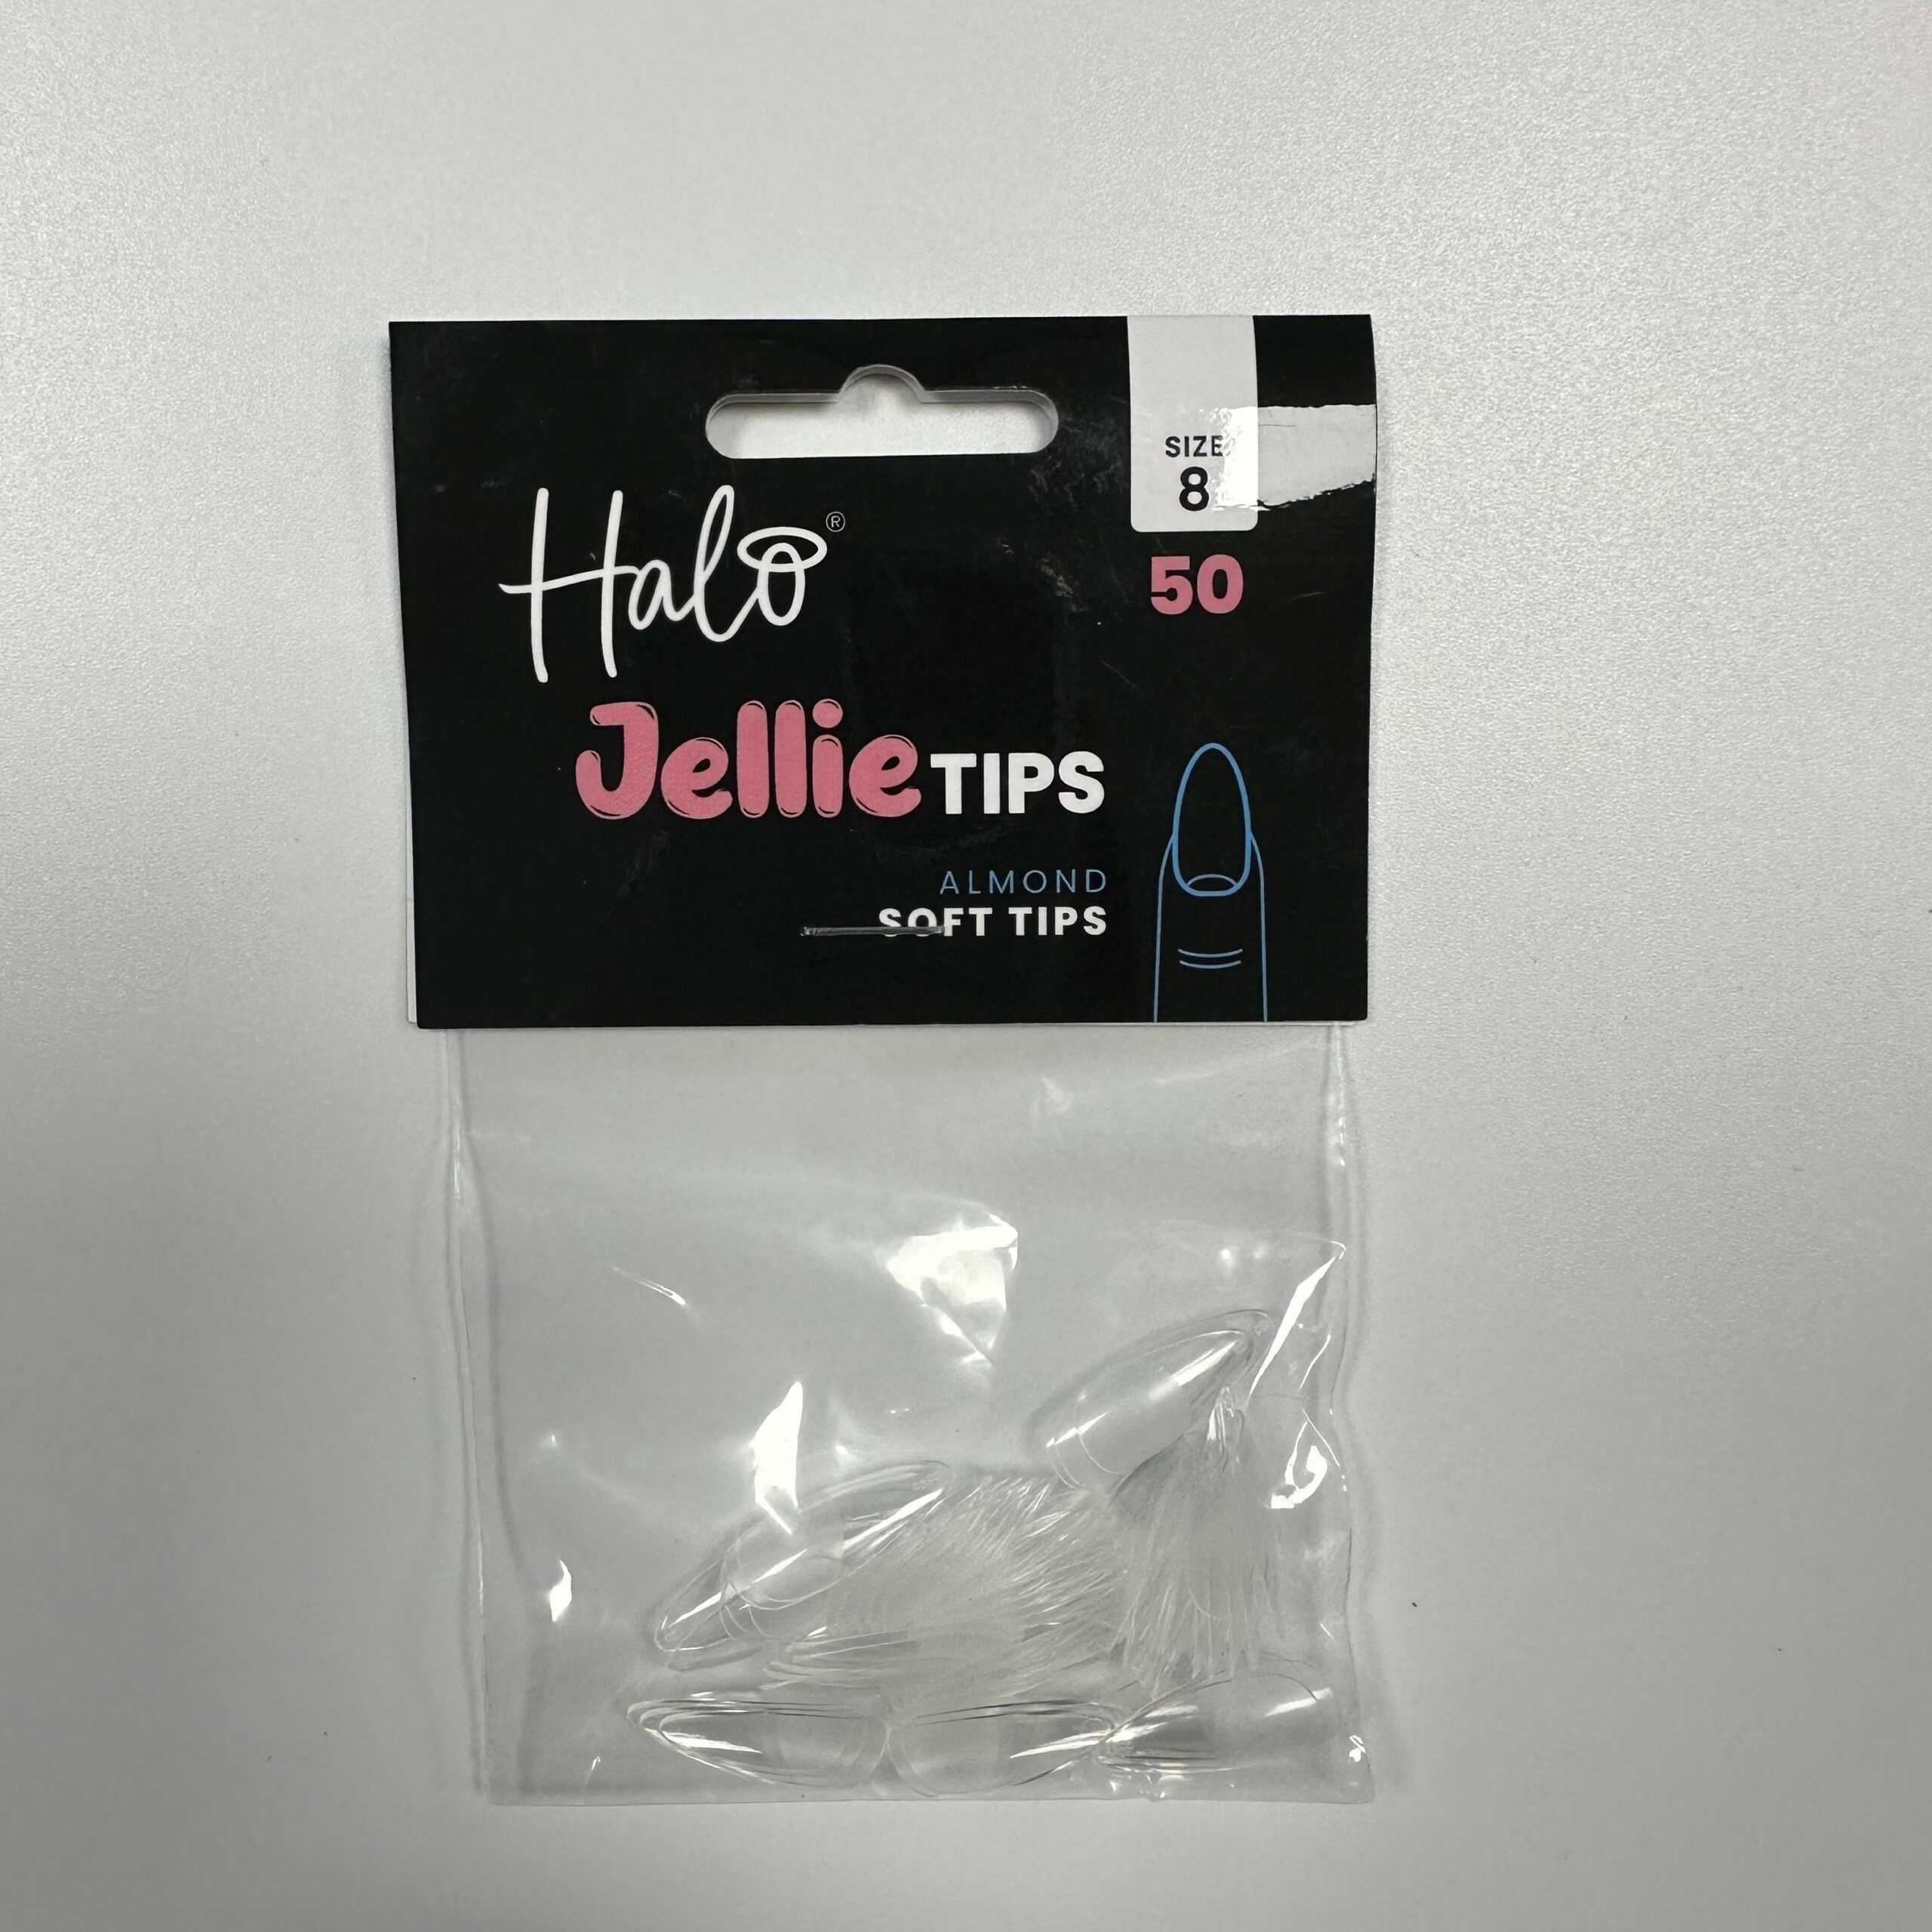 SIZE
8
50
Halo®
Jellie TIPS
ALMOND
SOFT TIPS